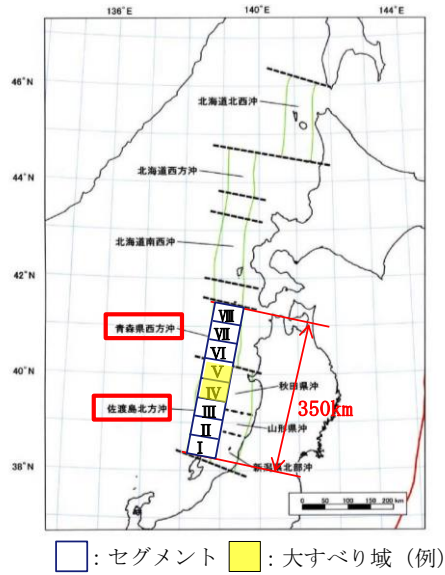 136°E
140°E
144°E
46°N
44°N
42°N
40°N
38°N
北海道北西沖
北海道西方沖
北海道南西沖
青森県西方沖
佐渡島北方沖
秋田県沖
山形県沖
新潟県北部沖
Ⅷ
Ⅶ
Ⅵ
Ⅴ
Ⅳ
Ⅲ
Ⅱ
Ⅰ
350km
0 50 100 150 200 km
：セグメント ：大すべり域 (例)